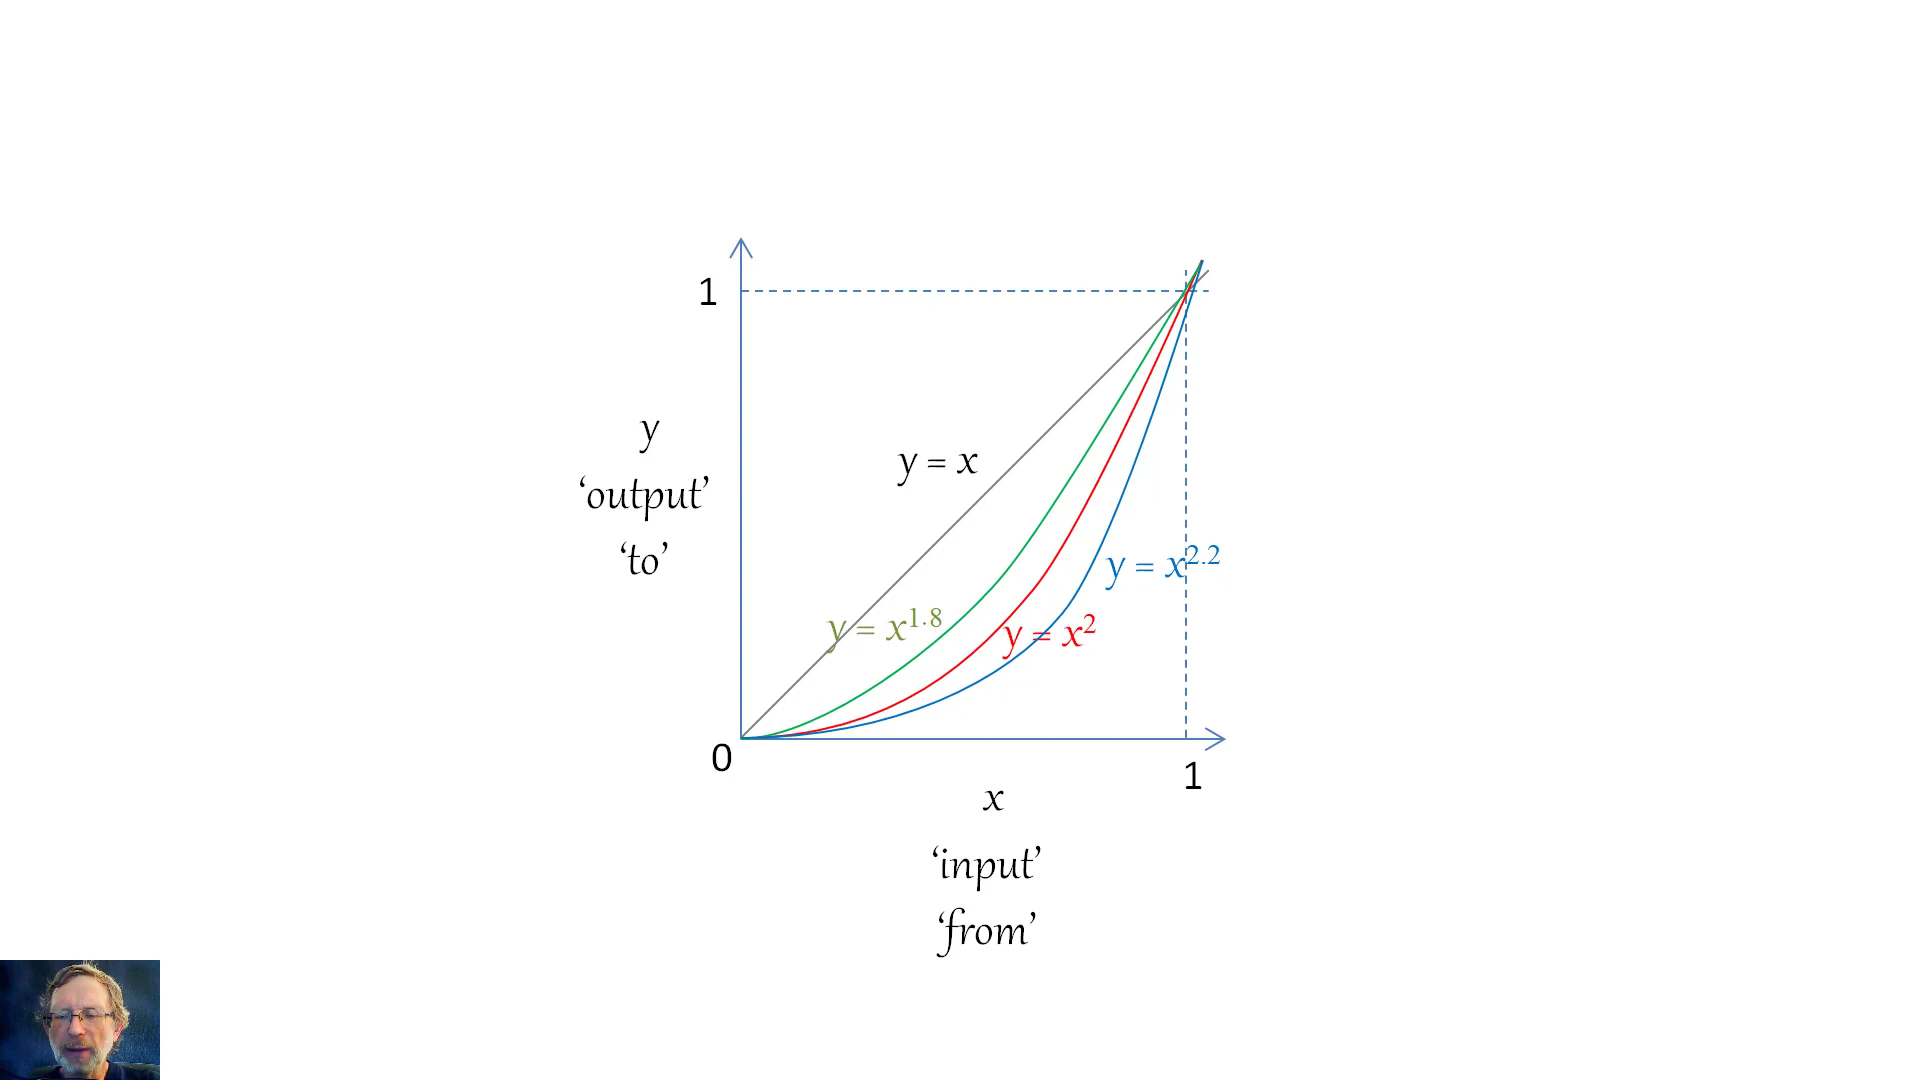 1
y
‘output’
‘to’
y = x
y = x^2.2
y = x^1.8
y = x^2
0
1
x
‘input’
‘from’